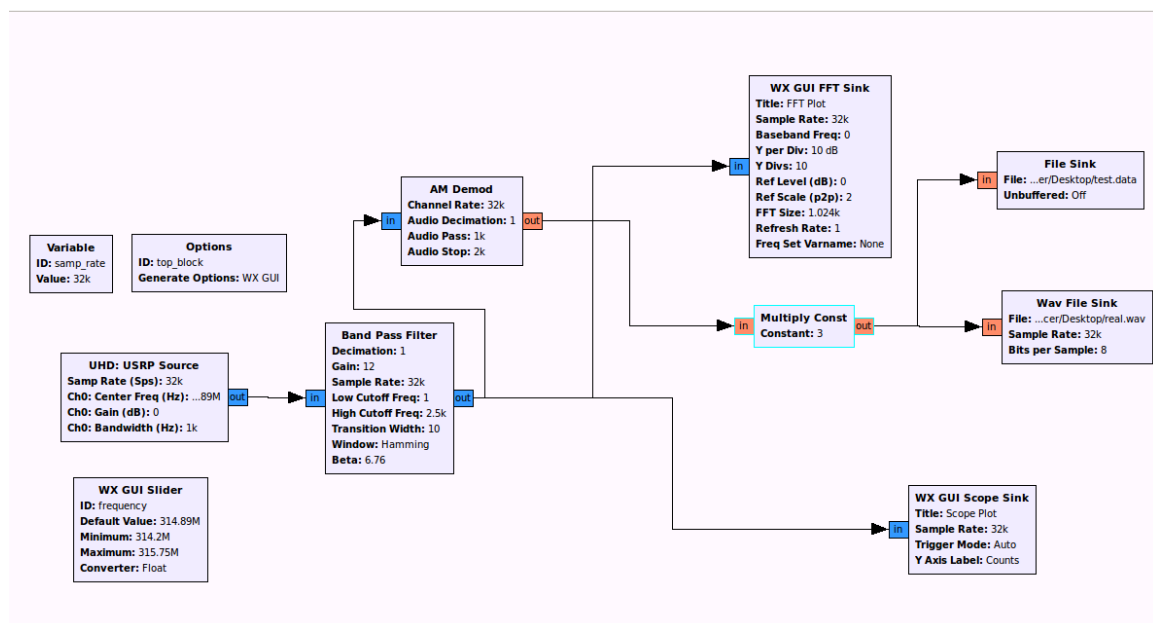 Variable
ID: samp_rate
Value: 32k
Options
ID: top_block
Generate Options: WX GUI
UHD: USRP Source
Samp Rate (Sps): 32k
Ch0: Center Freq (Hz): ...89M
Ch0: Gain (dB): 0
Ch0: Bandwidth (Hz): 1k
out
WX GUI Slider
ID: frequency
Default Value: 314.89M
Minimum: 314.2M
Maximum: 315.75M
Converter: Float
in
Band Pass Filter
Decimation: 1
Gain: 12
Sample Rate: 32k
Low Cutoff Freq: 1
High Cutoff Freq: 2.5k
Transition Width: 10
Window: Hamming
Beta: 6.76
out
in
AM Demod
Channel Rate: 32k
Audio Decimation: 1
Audio Pass: 1k
Audio Stop: 2k
out
in
WX GUI FFT Sink
Title: FFT Plot
Sample Rate: 32k
Baseband Freq: 0
Y per Div: 10 dB
Y Divs: 10
Ref Level (dB): 0
Ref Scale (p2p): 2
FFT Size: 1.024k
Refresh Rate: 1
Freq Set Varname: None
in
Multiply Const
Constant: 3
out
in
File Sink
File: ...er/Desktop/test.data
Unbuffered: Off
in
Wav File Sink
File: ...cer/Desktop/real.wav
Sample Rate: 32k
Bits per Sample: 8
in
WX GUI Scope Sink
Title: Scope Plot
Sample Rate: 32k
Trigger Mode: Auto
Y Axis Label: Counts